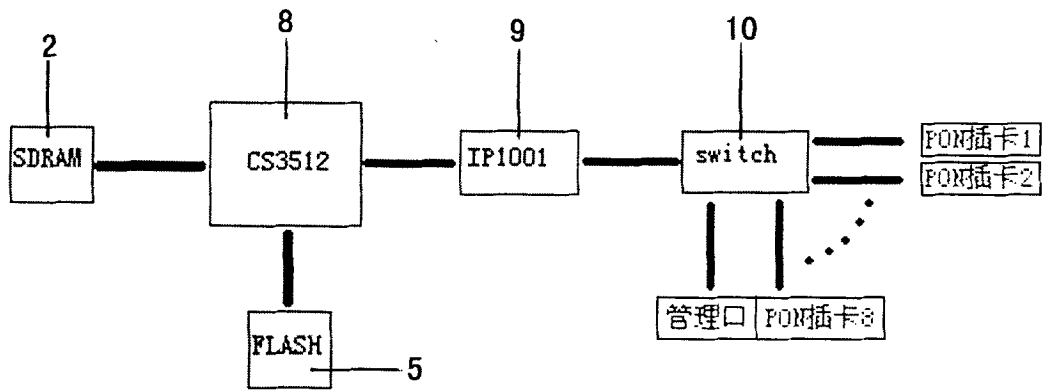 8
9
10
2
SDRAM
CS3512
IP1001
switch
PON插卡1
PON插卡2
管理口
PON插卡8
FLASH
5